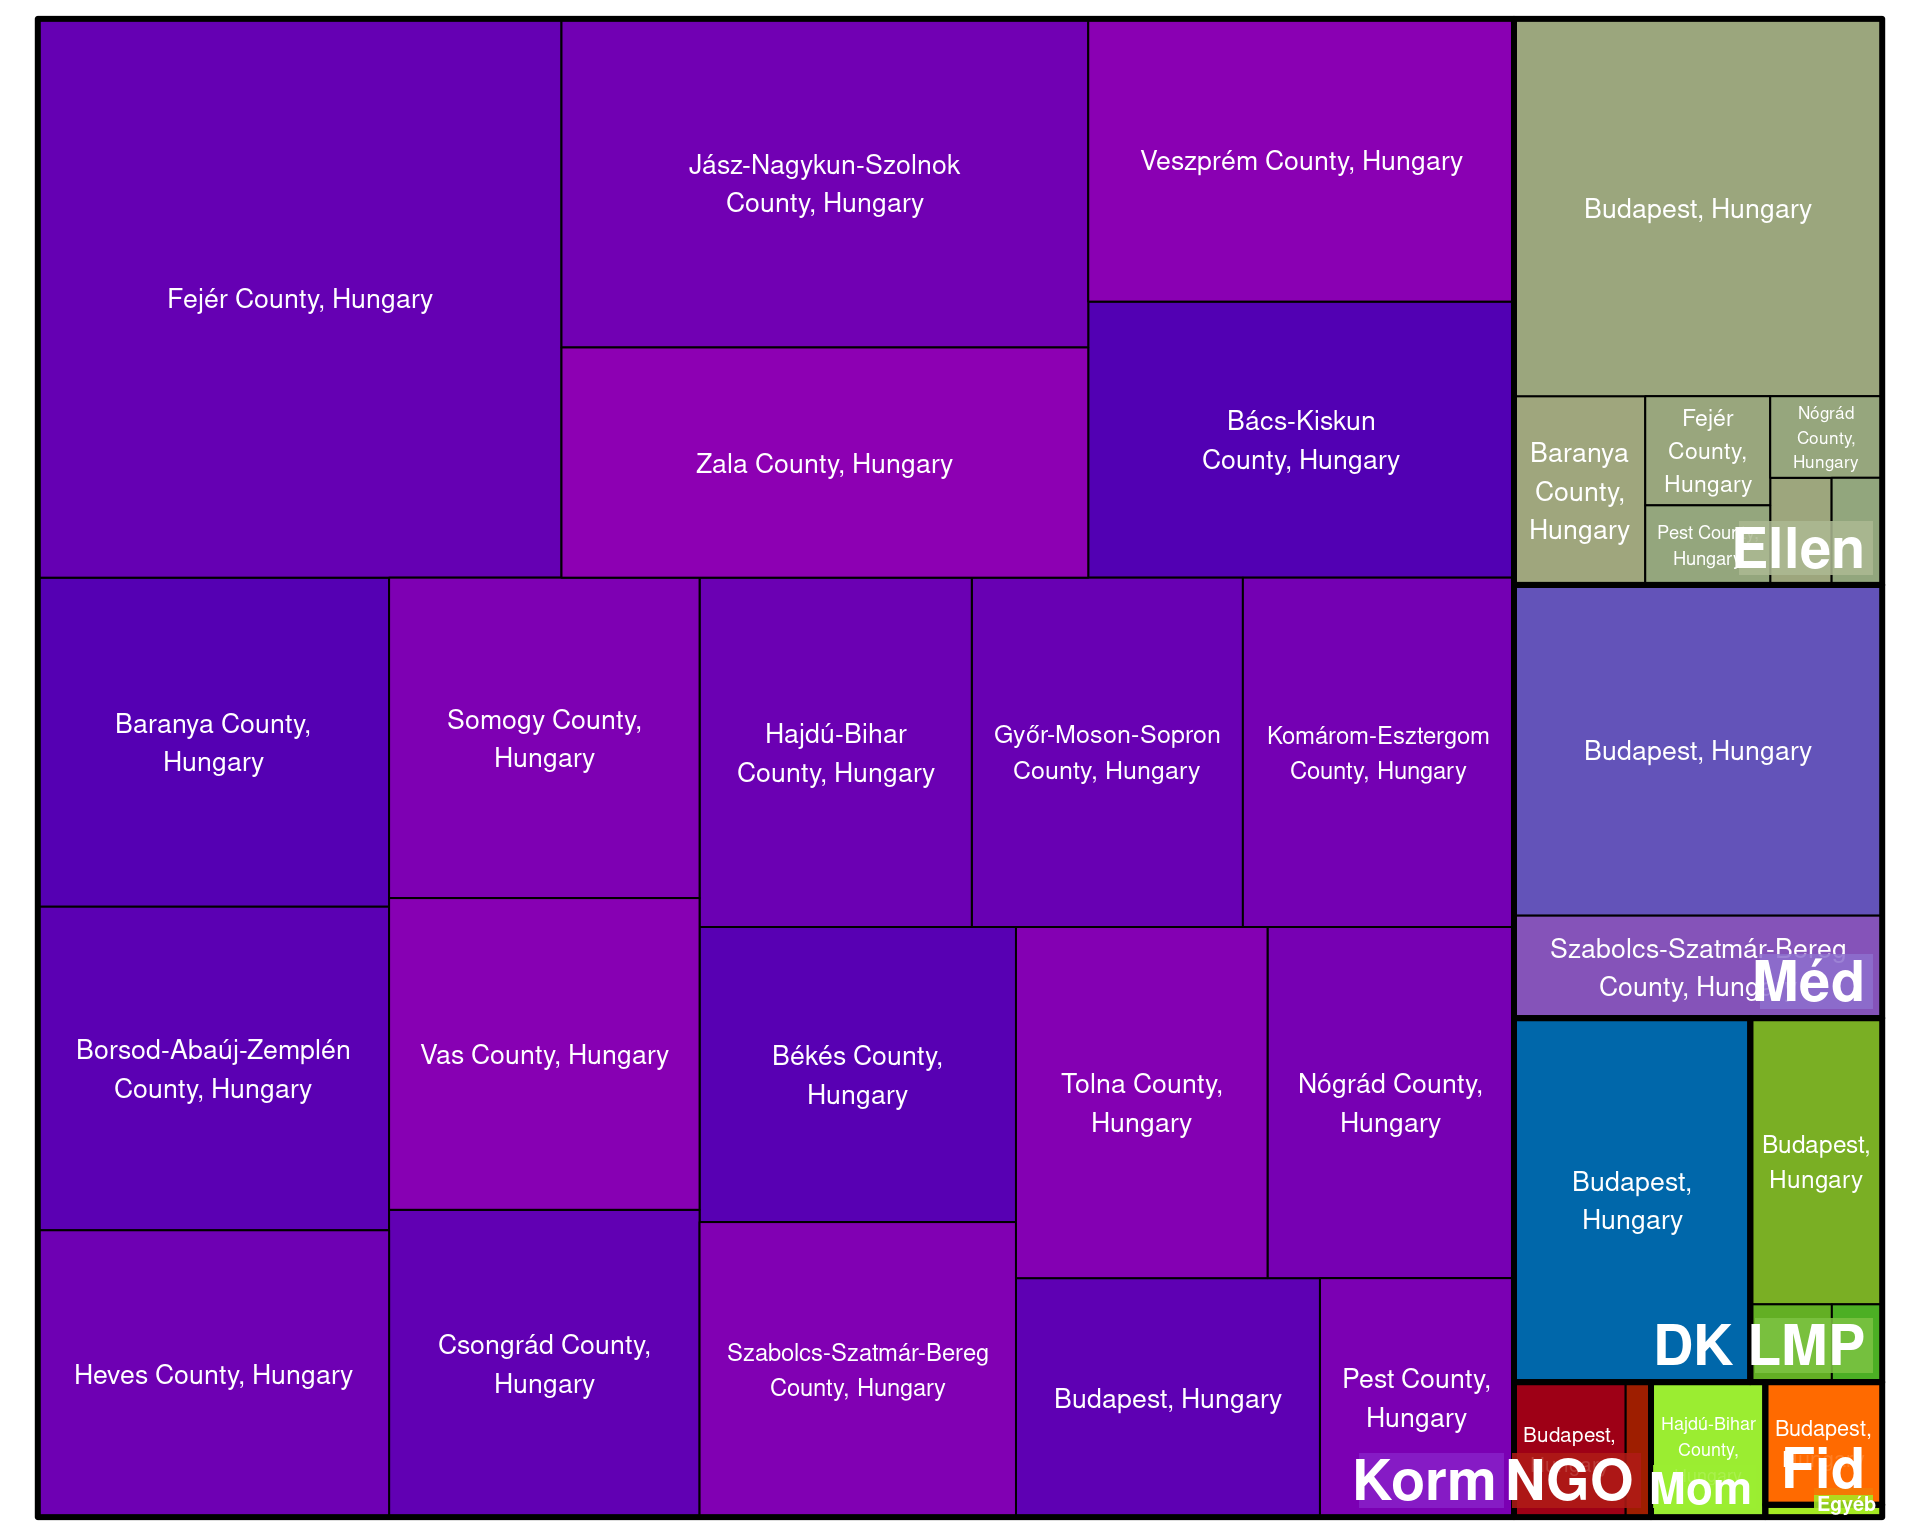 Fejér County, Hungary
Jász-Nagykun-Szolnok
County, Hungary
Zala County, Hungary
Veszprém County, Hungary
Bács-Kiskun
County, Hungary
Baranya County,
Hungary
Borsod-Abaúj-Zemplén
County, Hungary
Heves County, Hungary
Somogy County,
Hungary
Vas County, Hungary
Csongrád County,
Hungary
Hajdú-Bihar
County, Hungary
Győr-Moson-Sopron
County, Hungary
Komárom-Esztergom
County, Hungary
Békés County,
Hungary
Szabolcs-Szatmár-Bereg
County, Hungary
Tolna County,
Hungary
Nógrád County,
Hungary
Budapest, Hungary
Pest County,
Hungary
Korm
Budapest, Hungary
Baranya
County,
Hungary
Fejér
County,
Hungary
Pest County,
Hungary
Nógrád
County,
Hungary
Ellen
Budapest, Hungary
Szabolcs-Szatmár-Bereg
County, Hungary
Méd
Budapest,
Hungary
DK
Budapest,
Hungary
LMP
Budapest,
NGO
Hajdú-Bihar
County,
Mom
Budapest,
Fid
Egyéb